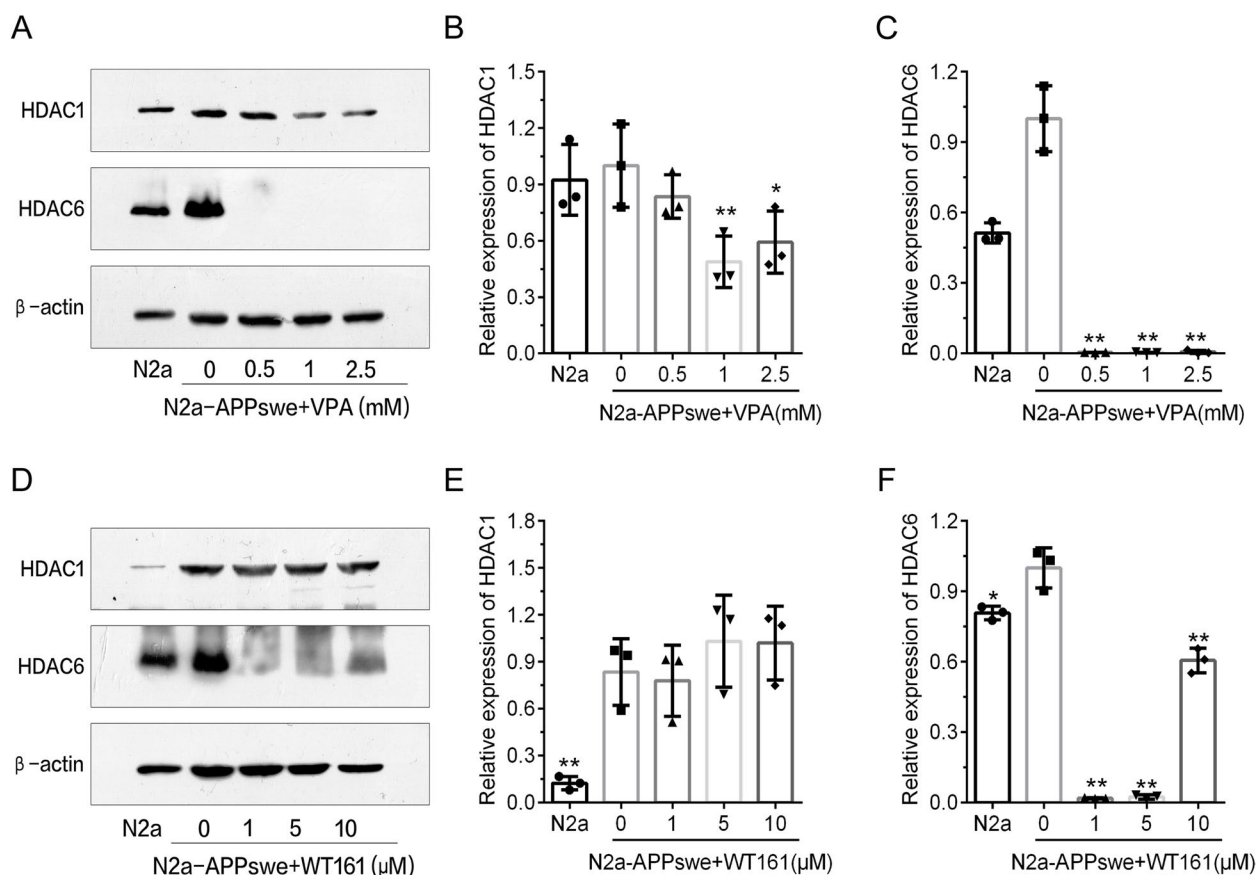 A
HDAC1
HDAC6
β-actin
N2a 0 0.5 1 2.5
N2a-APPswe+VPA (mM)
B
Relative expression of HDAC1
1.5
1.2
0.9
0.6
0.3
0.0
** *
N2a 0 0.5 1 2.5
N2a-APPswe+VPA(mM)
C
Relative expression of HDAC6
1.2
0.9
0.6
0.3
0.0
** ** **
N2a 0 0.5 1 2.5
N2a-APPswe+VPA(mM)
D
HDAC1
HDAC6
β-actin
N2a 0 1 5 10
N2a-APPswe+WT161 (μM)
E
Relative expression of HDAC1
1.8
1.5
1.2
0.9
0.6
0.3
0.0
**
N2a 0 1 5 10
N2a-APPswe+WT161(μM)
F
Relative expression of HDAC6
1.2
0.9
0.6
0.3
0.0
* ** ** **
N2a 0 1 5 10
N2a-APPswe+WT161(μM)